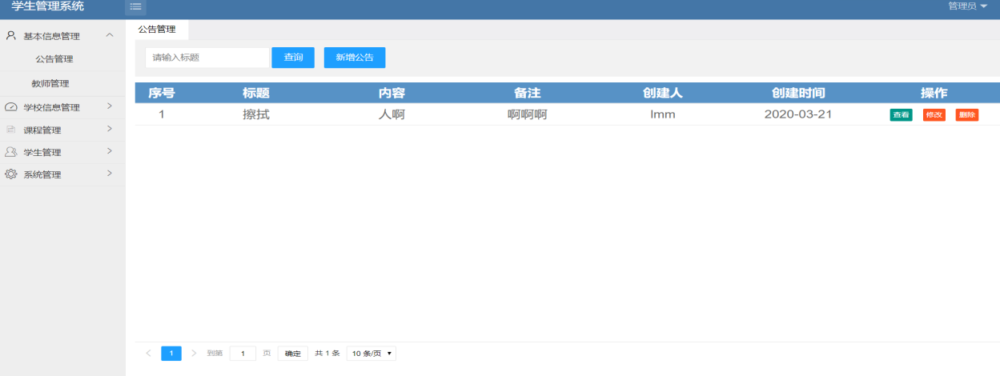 学生管理系统
管理员
基本信息管理
公告管理
教师管理
学校信息管理
课程管理
学生管理
系统管理
公告管理
请输入标题 查询 新增公告
序号 标题 内容 备注 创建人 创建时间 操作
1 擦拭 人啊 啊啊啊 lmm 2020-03-21 查看 修改 删除
1 到第 1 页 确定 共 1 条 10 条/页